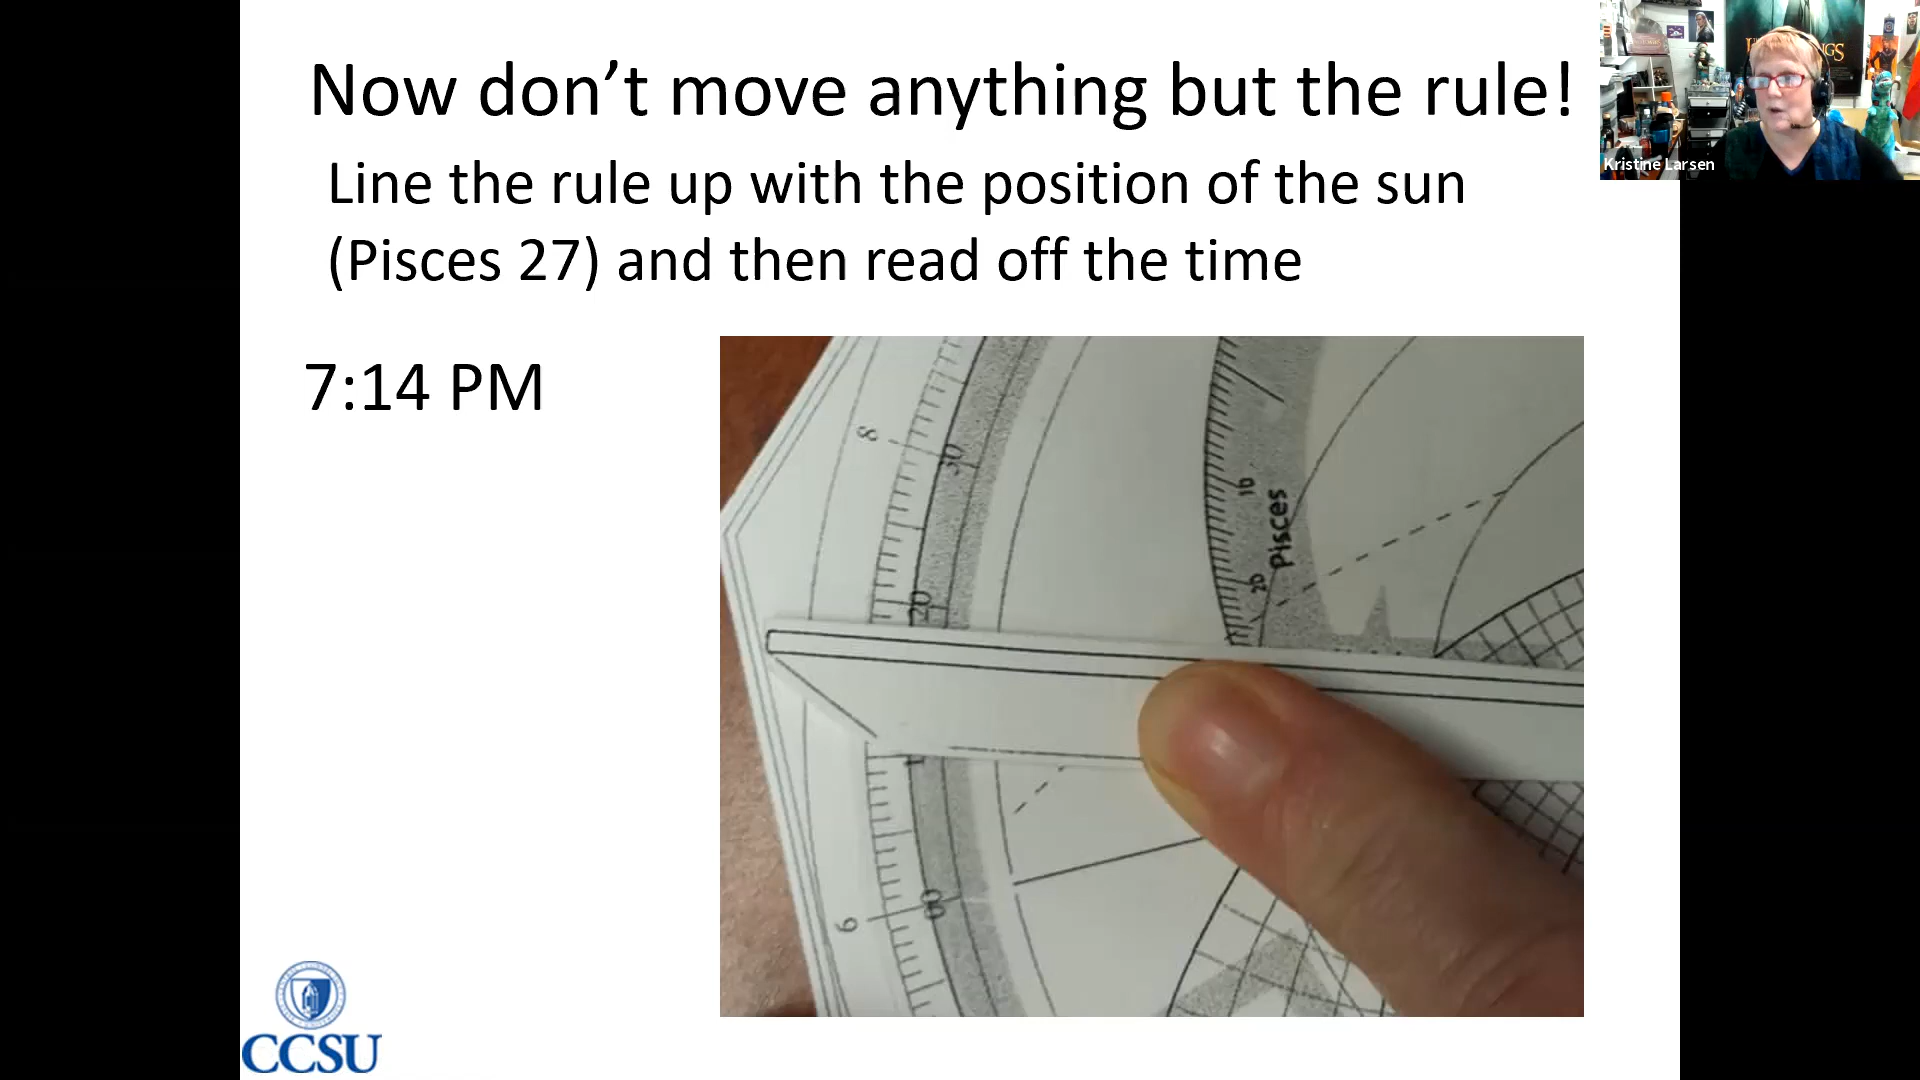 Now don’t move anything but the rule!
Line the rule up with the position of the sun
(Pisces 27) and then read off the time
7:14 PM
8
30
10
Pisces
20
20
00
6
CCSU
Kristine Larsen